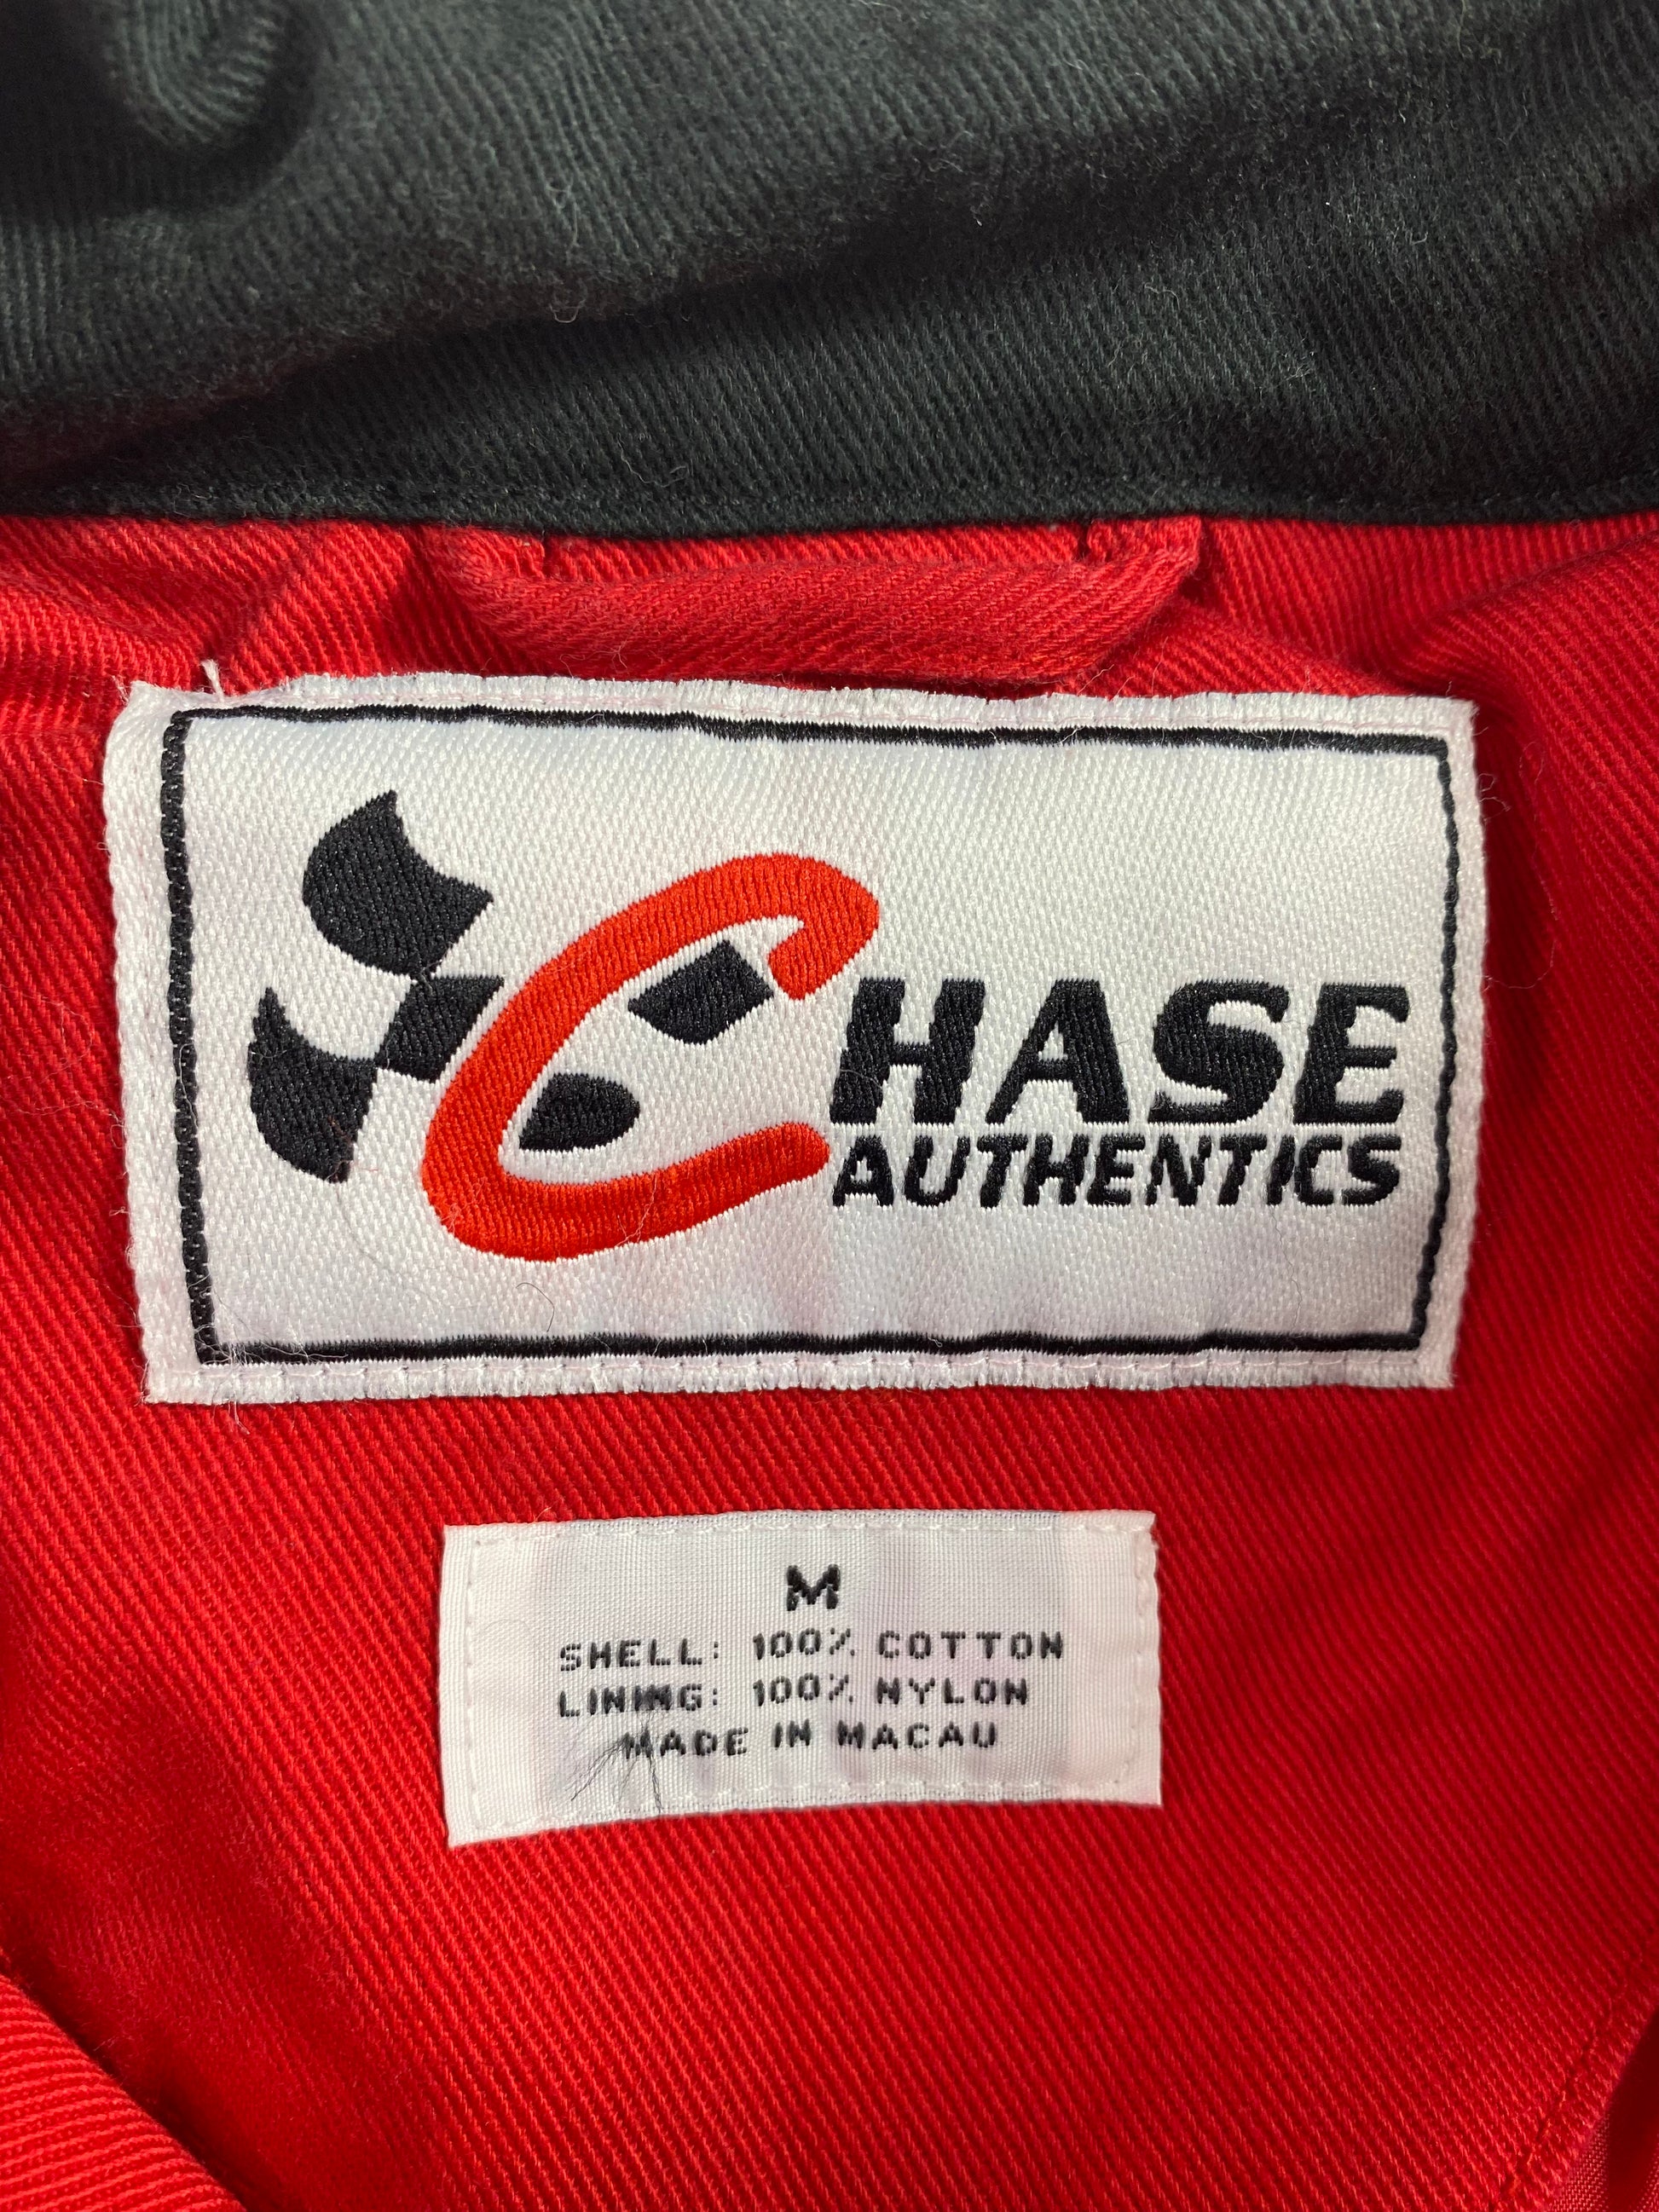 CHASE
AUTHENTICS
M
SHELL: 100% COTTON
LINING: 100% NYLON
MADE IN MACAU